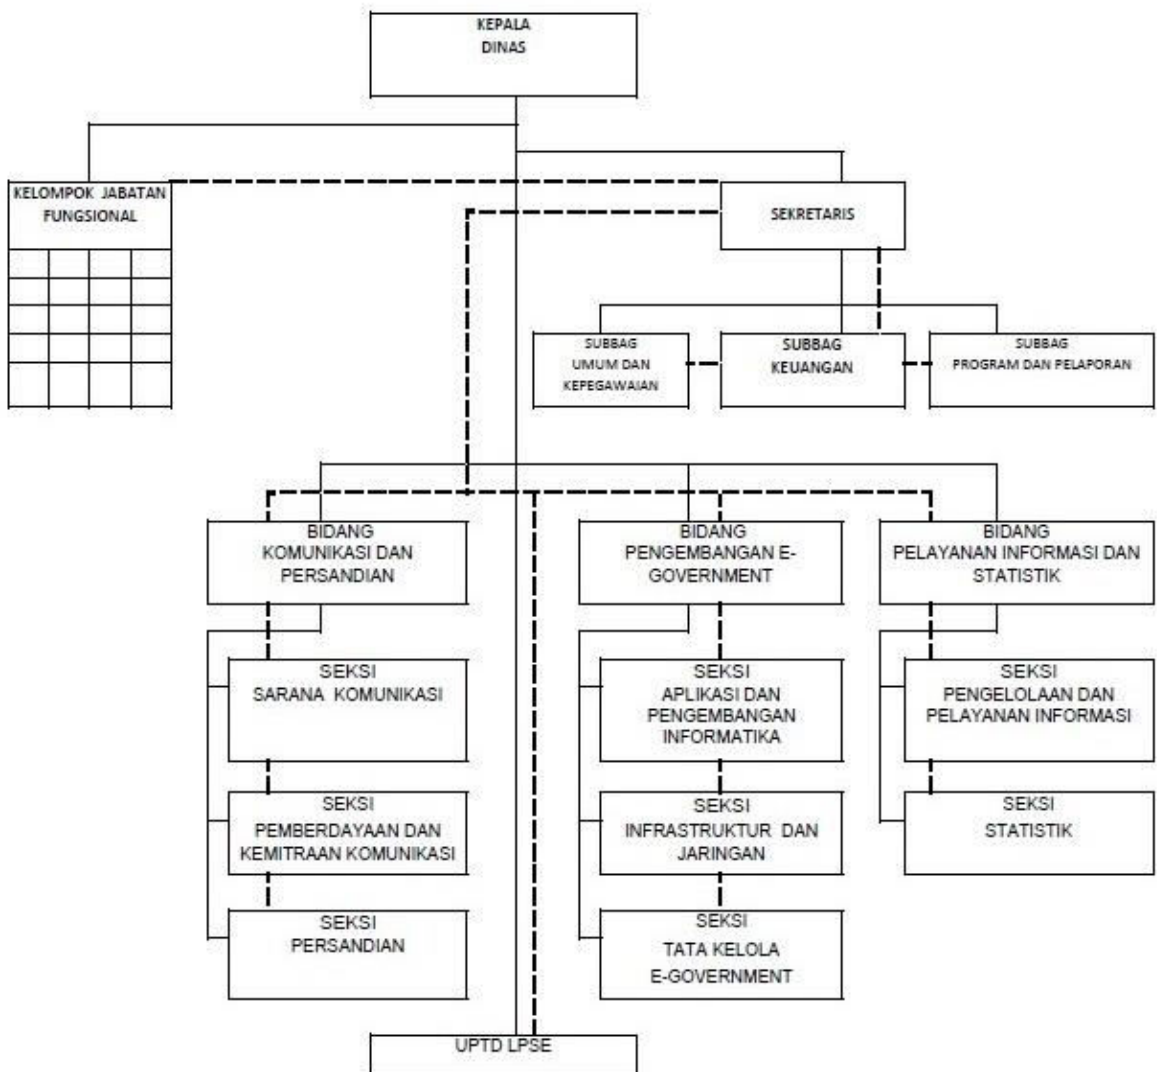 KEPALA
DINAS
KELOMPOK JABATAN
FUNGSIONAL
SEKRETARIS
SUBBAG
UMUM DAN
KEPEGAWAIAN
SUBBAG
KEUANGAN
SUBBAG
PROGRAM DAN PELAPORAN
BIDANG
KOMUNIKASI DAN
PERSANDIAN
BIDANG
PENGEMBANGAN E-
GOVERNMENT
BIDANG
PELAYANAN INFORMASI DAN
STATISTIK
SEKSI
SARANA KOMUNIKASI
SEKSI
APLIKASI DAN
PENGEMBANGAN
INFORMATIKA
SEKSI
PENGELOLAAN DAN
PELAYANAN INFORMASI
SEKSI
PEMBERDAYAAN DAN
KEMITRAAN KOMUNIKASI
SEKSI
INFRASTRUKTUR DAN
JARINGAN
SEKSI
STATISTIK
SEKSI
PERSANDIAN
SEKSI
TATA KELOLA
E-GOVERNMENT
UPTD LPSE